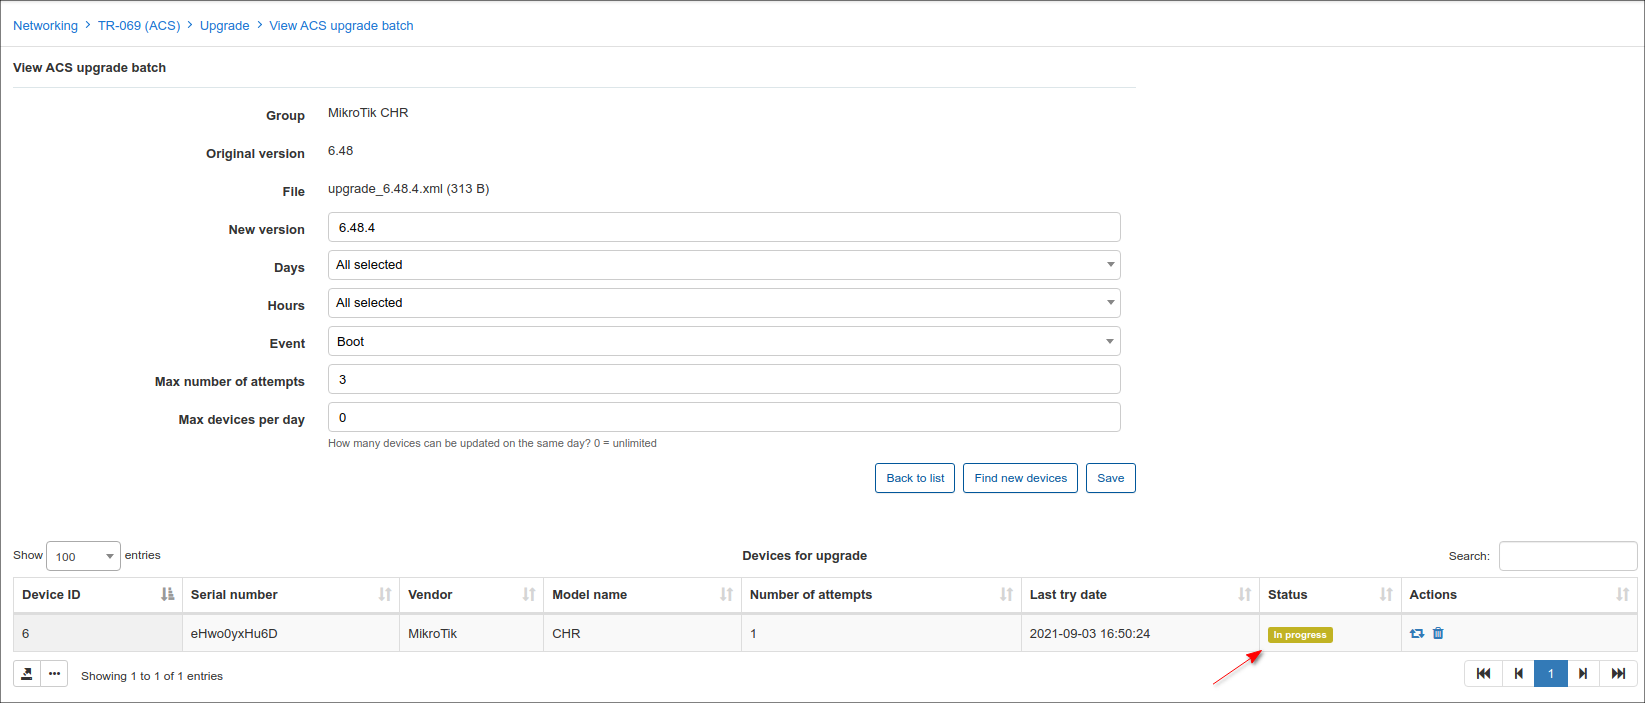 Networking > TR-069 (ACS) > Upgrade > View ACS upgrade batch
View ACS upgrade batch
Group MikroTik CHR
Original version 6.48
File upgrade_6.48.4.xml (313 B)
New version 6.48.4
Days All selected
Hours All selected
Event Boot
Max number of attempts 3
Max devices per day 0
How many devices can be updated on the same day? 0 = unlimited
Back to list Find new devices Save
Show 100 entries Devices for upgrade Search:
Device ID Serial number Vendor Model name Number of attempts Last try date Status Actions
6 eHwo0yxHu6D MikroTik CHR 1 2021-09-03 16:50:24 In progress
Showing 1 to 1 of 1 entries 1